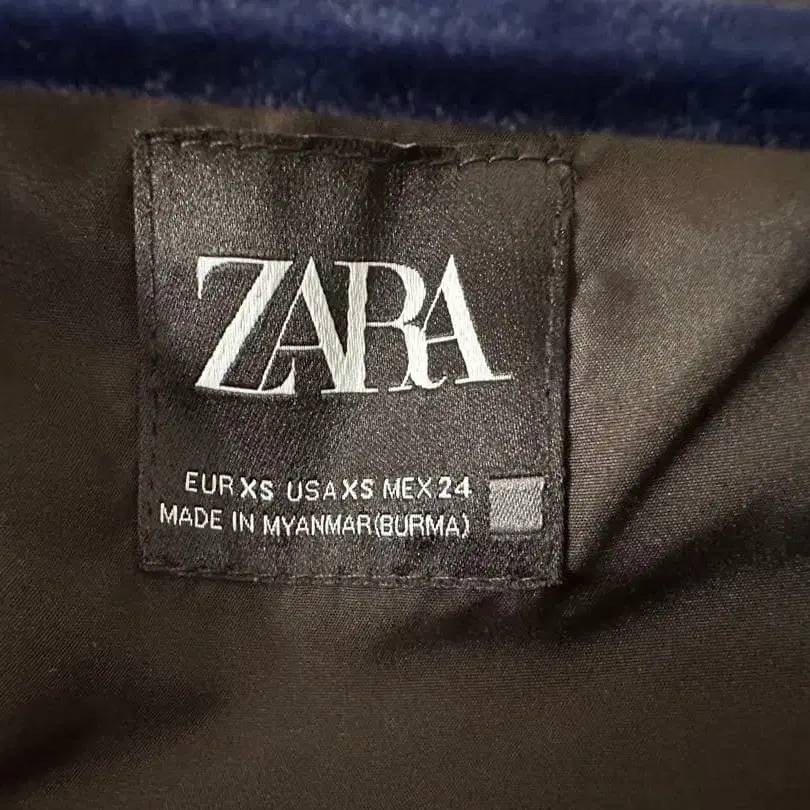 ZARA
EUR XS USA XS MEX 24
MADE IN MYANMAR(BURMA)